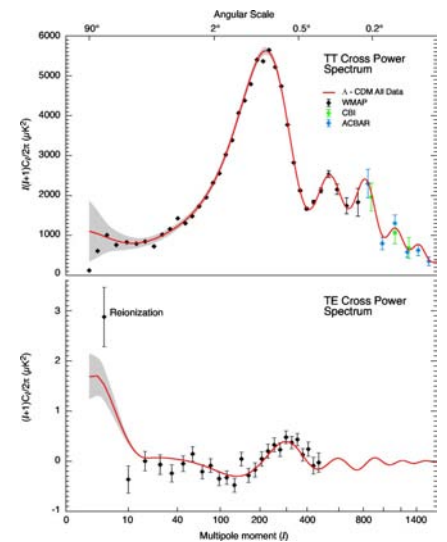 Angular Scale
90° 2° 0.5° 0.2°
TT Cross Power
Spectrum
Λ - CDM All Data
WMAP
CBI
ACBAR
6000
5000
4000
3000
2000
1000
0
l(l+1)Cₗ/2π (μK²)
TE Cross Power
Spectrum
Reionization
3
2
1
0
-1
(l+1)Cₗ/2π (μK²)
0 10 40 100 200 400 800 1400
Multipole moment (l)